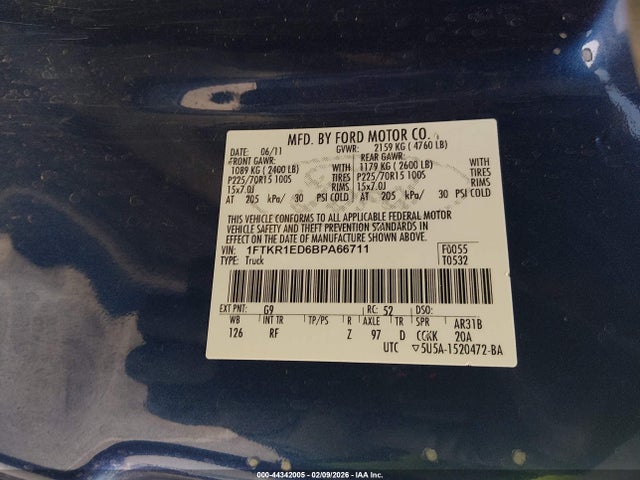 MFD. BY FORD MOTOR CO.
DATE: 06/11 GVWR: 2159 KG ( 4760 LB)
FRONT GAWR: REAR GAWR:
1089 KG ( 2400 LB) WITH 1179 KG ( 2600 LB) WITH
P225/70R15 100S TIRES P225/70R15 100S TIRES
15x7.0J RIMS 15x7.0J RIMS
AT 205 kPa/ 30 PSI COLD AT 205 kPa/ 30 PSI COLD
THIS VEHICLE CONFORMS TO ALL APPLICABLE FEDERAL MOTOR
VEHICLE SAFETY AND THEFT PREVENTION STANDARDS IN
EFFECT ON THE DATE OF MANUFACTURE SHOWN ABOVE.
VIN: 1FTKR1ED6BPA66711 F0055
TYPE: Truck T0532
EXT PNT: G9 RC: 52 DSO:
WB INT TR TP/PS R AXLE TR SPR AR31B
126 RF Z 97 D CCKK 20A
UTC ▽5U5A-1520472-BA
000-44342005 - 02/09/2026 - IAA Inc.